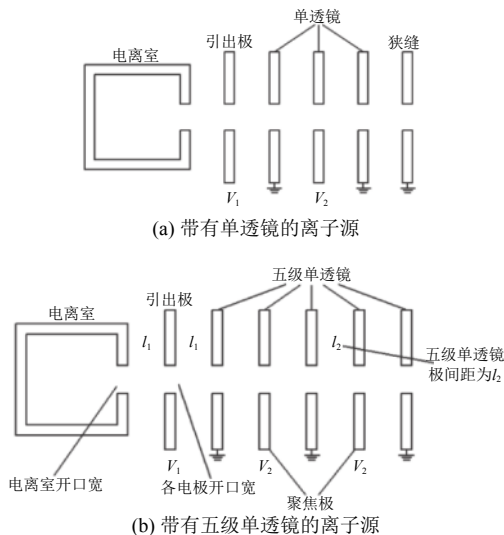 单透镜
引出极
狭缝
电离室
V₁
V₂
(a) 带有单透镜的离子源
五级单透镜
引出极
电离室
l₁
l₁
l₂
五级单透镜
极间距为l₂
V₁
V₂
V₂
电离室开口宽
各电极开口宽
聚焦极
(b) 带有五级单透镜的离子源